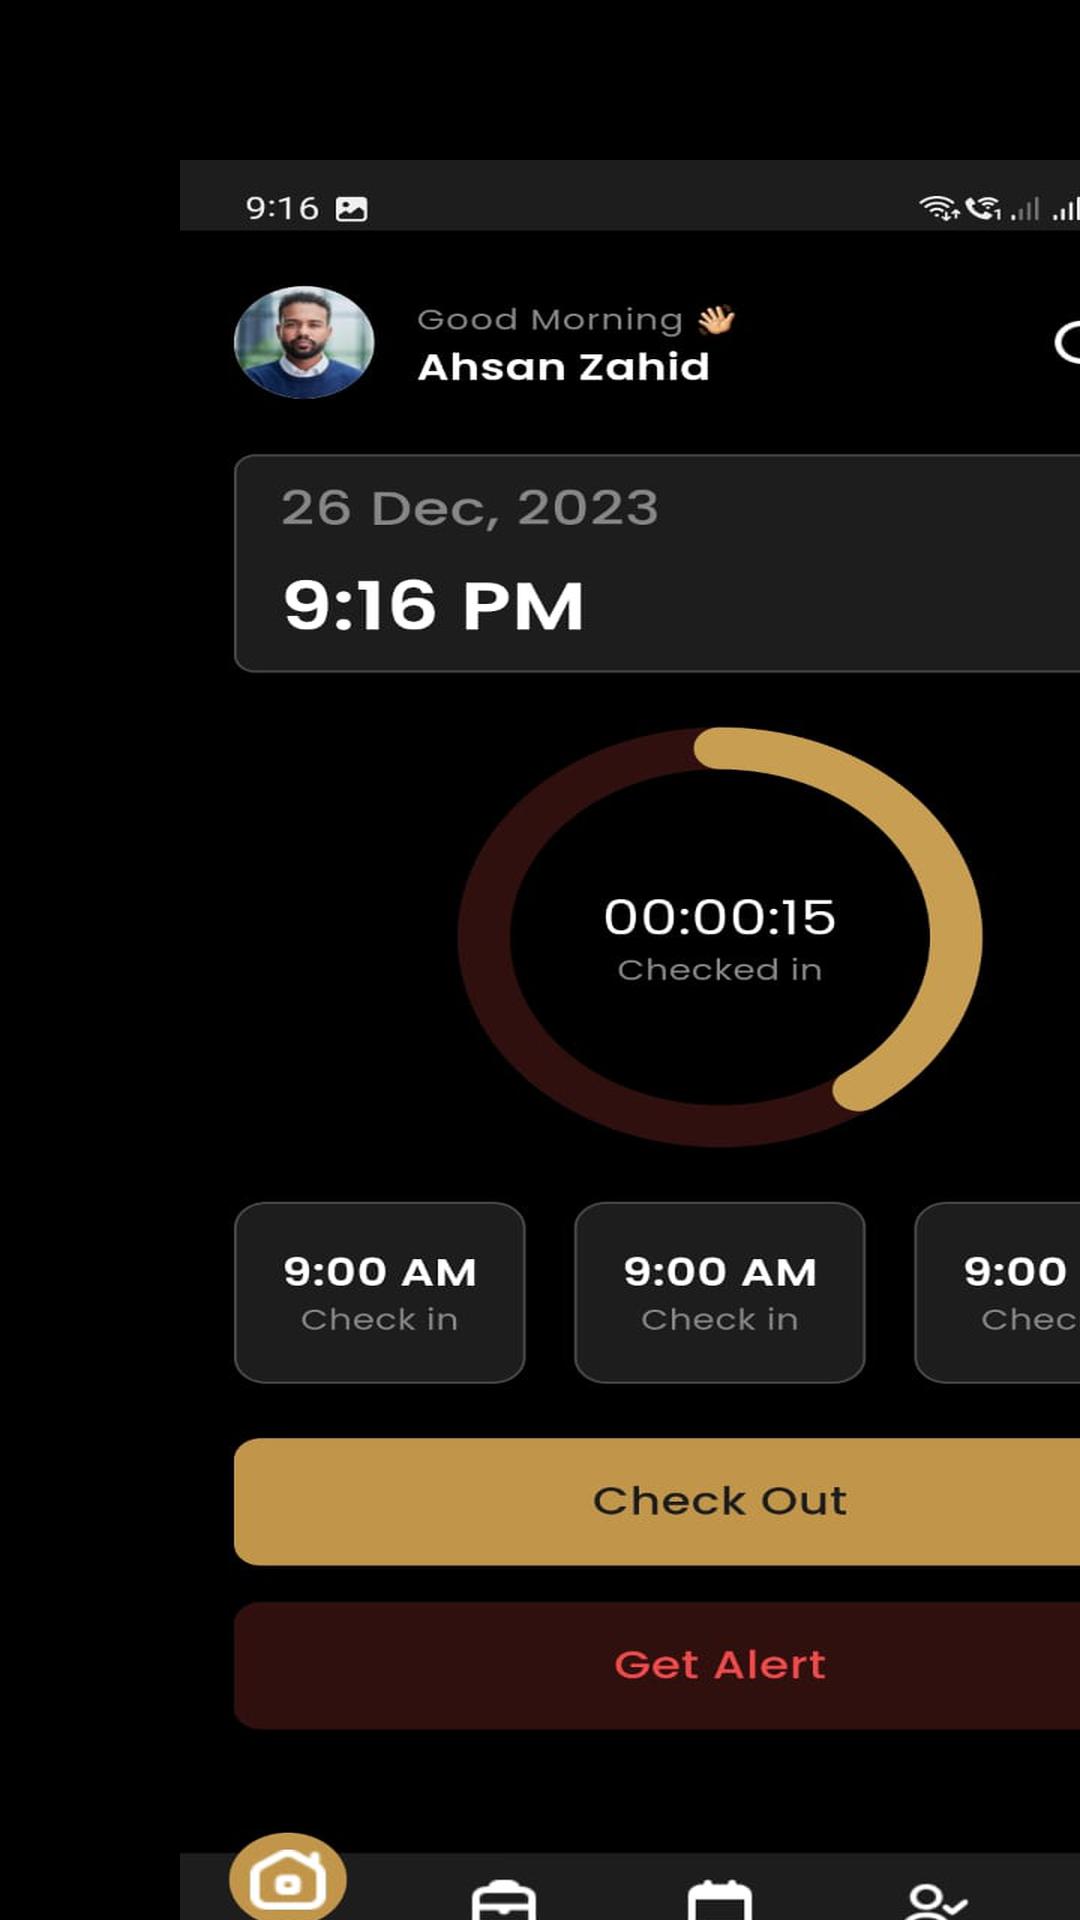 9:16
Good Morning 👋
Ahsan Zahid
26 Dec, 2023
9:16 PM
00:00:15
Checked in
9:00 AM 9:00 AM 9:00
Check in Check in Chec
Check Out
Get Alert